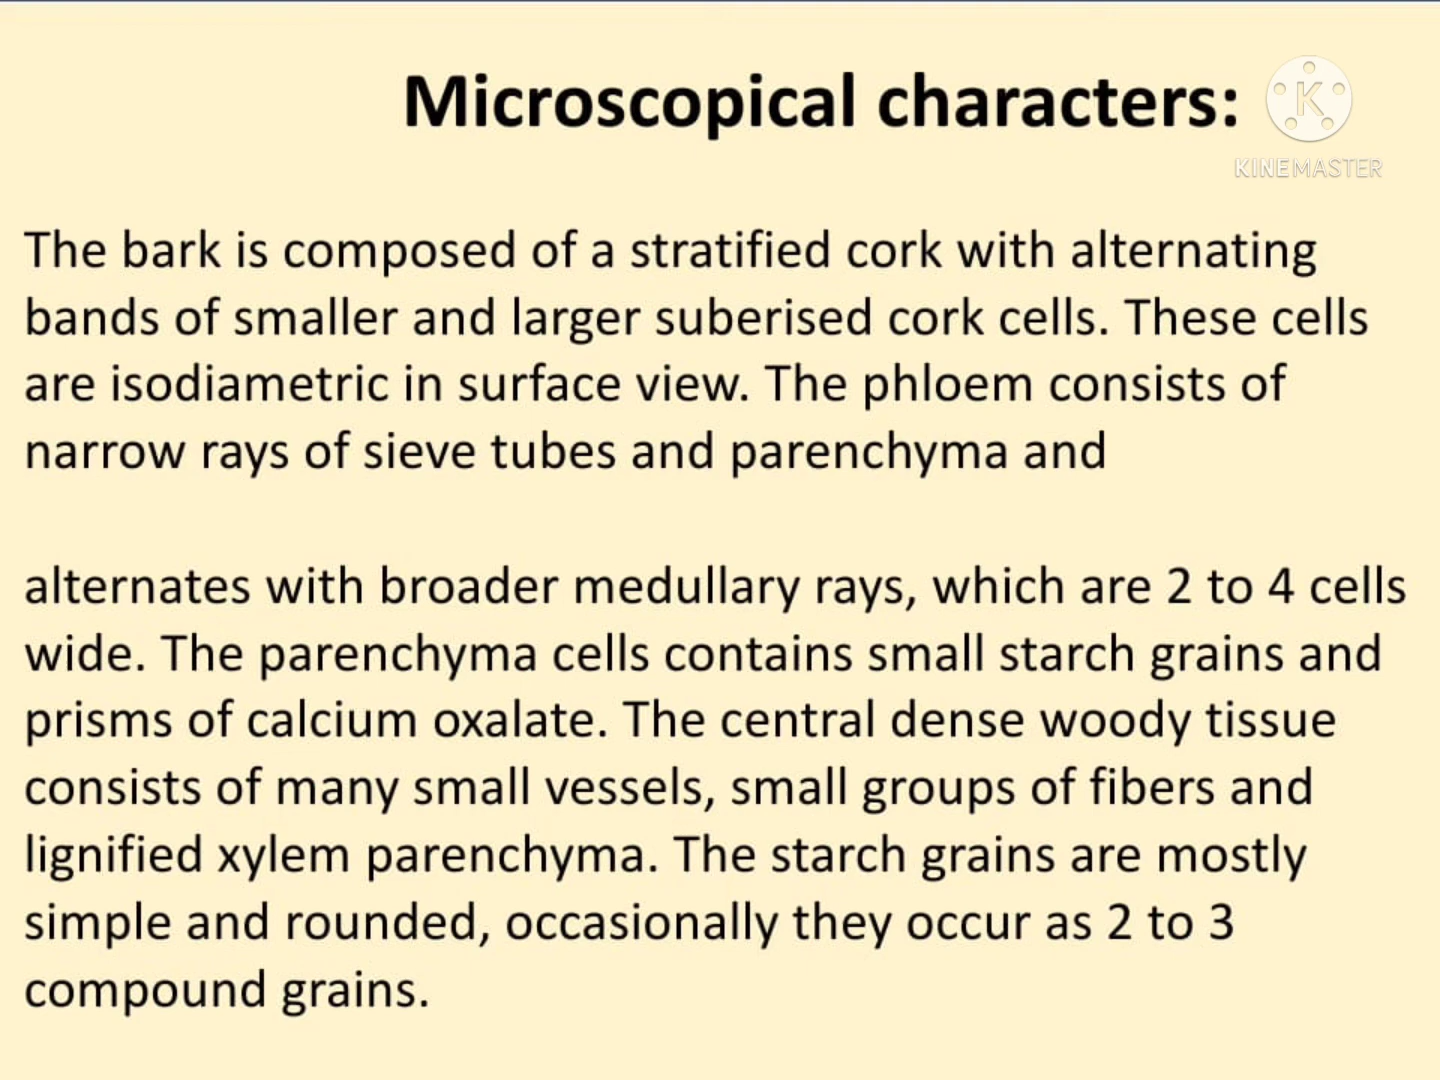 Microscopical characters:
K
KINEMASTER
The bark is composed of a stratified cork with alternating
bands of smaller and larger suberised cork cells. These cells
are isodiametric in surface view. The phloem consists of
narrow rays of sieve tubes and parenchyma and
alternates with broader medullary rays, which are 2 to 4 cells
wide. The parenchyma cells contains small starch grains and
prisms of calcium oxalate. The central dense woody tissue
consists of many small vessels, small groups of fibers and
lignified xylem parenchyma. The starch grains are mostly
simple and rounded, occasionally they occur as 2 to 3
compound grains.